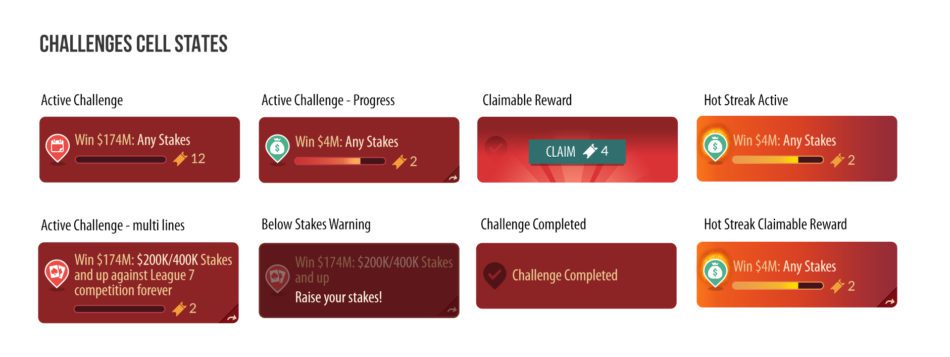 CHALLENGES CELL STATES
Active Challenge
Win $174M: Any Stakes
12
Active Challenge - Progress
Win $4M: Any Stakes
2
Claimable Reward
CLAIM 4
Hot Streak Active
Win $4M: Any Stakes
2
Active Challenge - multi lines
Win $174M: $200K/400K Stakes
and up against League 7
competition forever
2
Below Stakes Warning
Win $174M: $200K/400K Stakes
and up
Raise your stakes!
Challenge Completed
Challenge Completed
Hot Streak Claimable Reward
Win $4M: Any Stakes
2